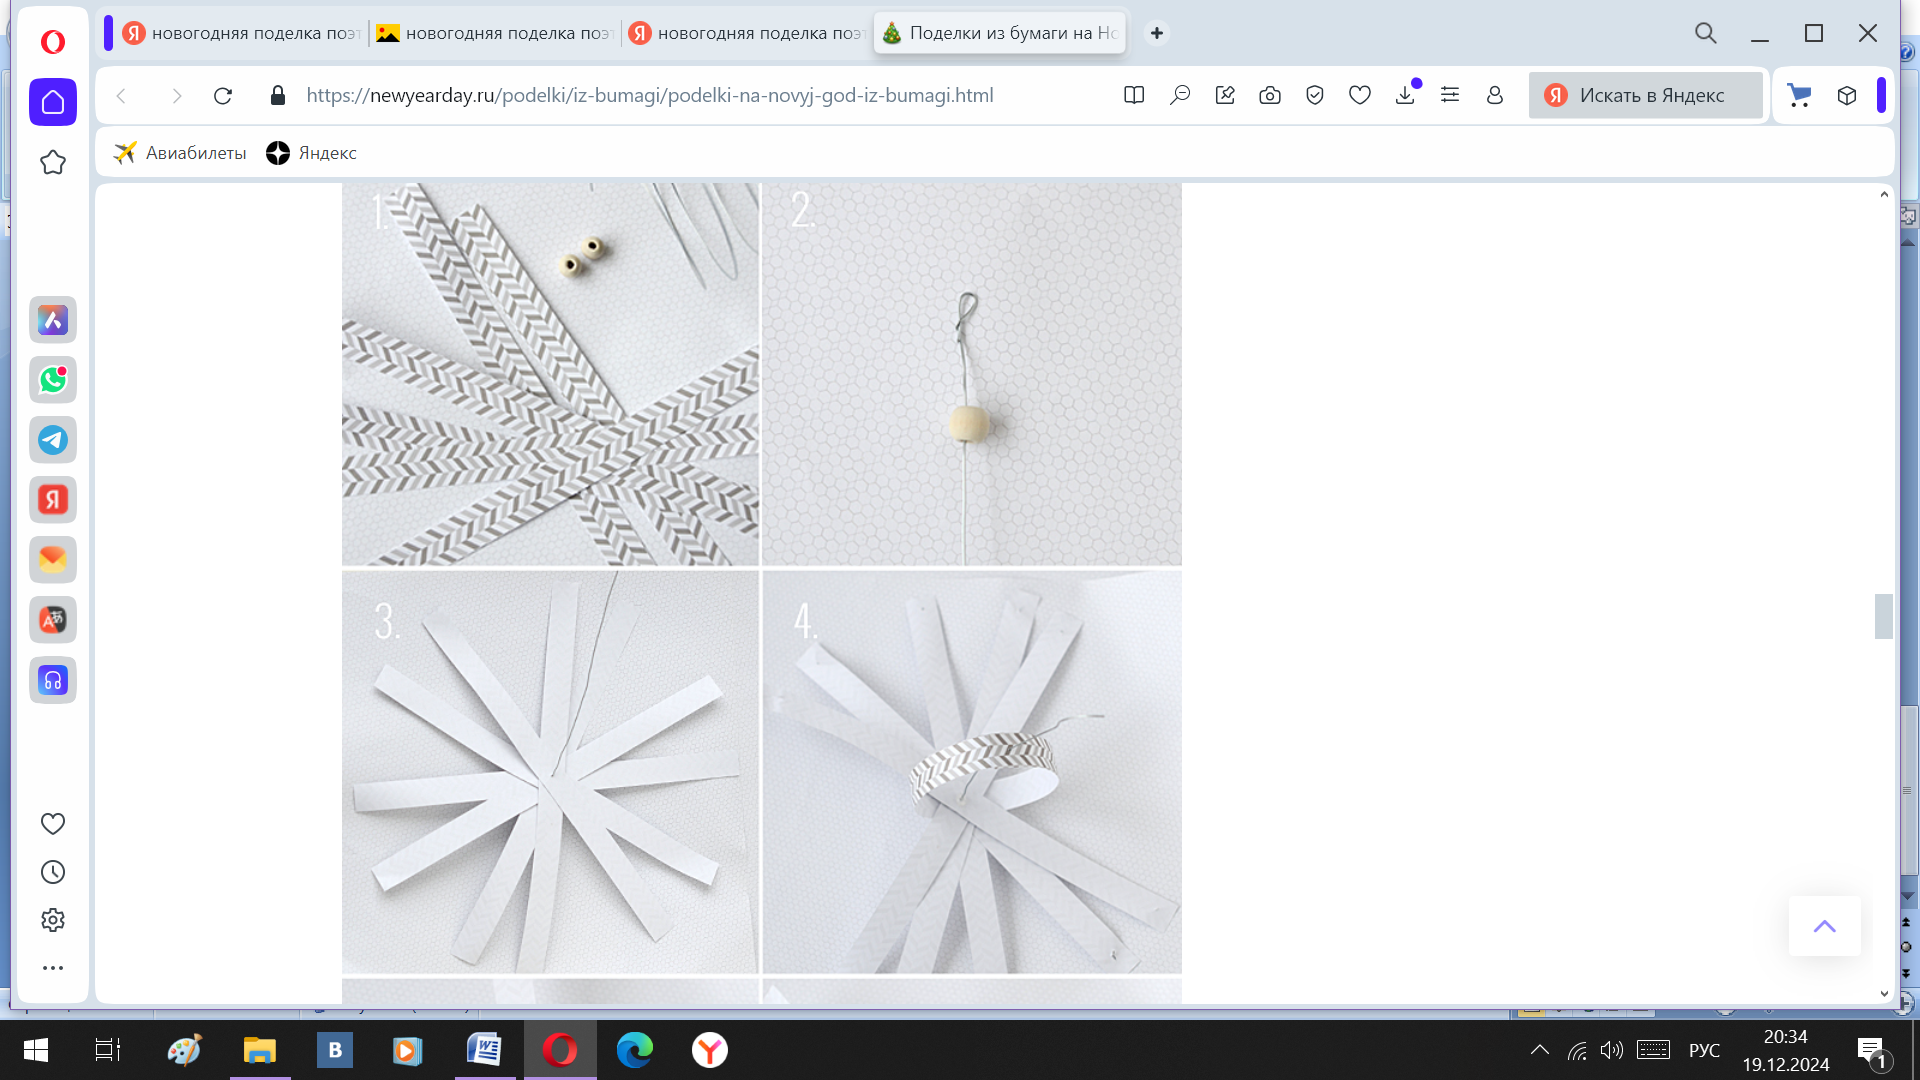 новогодняя поделка поэт
новогодняя поделка поэт
новогодняя поделка поэт
Поделки из бумаги на Но
https://newyearday.ru/podelki/iz-bumagi/podelki-na-novyj-god-iz-bumagi.html
Искать в Яндекс
Авиабилеты
Яндекс
1.
2.
3.
4.
РУС
20:34
19.12.2024
1